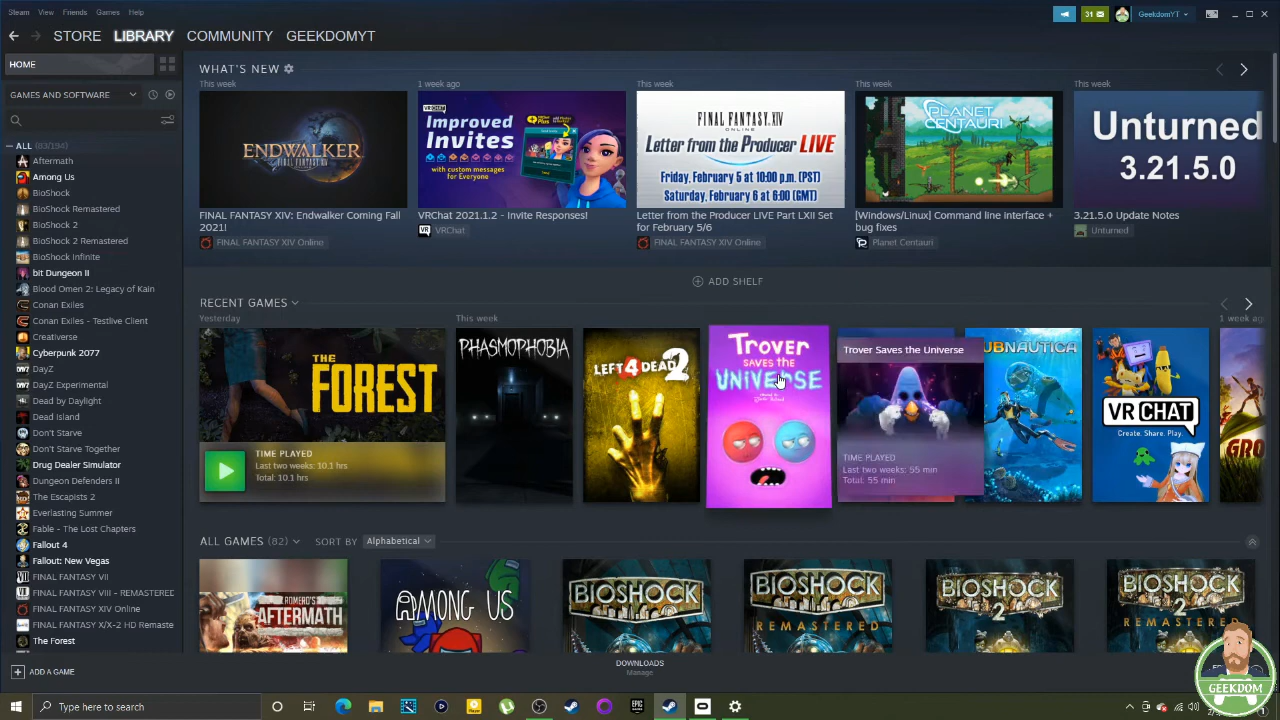 Steam View Friends Games Help
31 GeekdomYT
STORE LIBRARY COMMUNITY GEEKDOMYT
HOME
GAMES AND SOFTWARE
ALL (83/194)
Aftermath
Among Us
BioShock
BioShock Remastered
BioShock 2
BioShock 2 Remastered
BioShock Infinite
bit Dungeon II
Blood Omen 2: Legacy of Kain
Conan Exiles
Conan Exiles - Testlive Client
Creativerse
Cyberpunk 2077
DayZ
DayZ Experimental
Dead by Daylight
Dead Island
Don't Starve
Don't Starve Together
Drug Dealer Simulator
Dungeon Defenders II
The Escapists 2
Everlasting Summer
Fable - The Lost Chapters
Fallout 4
Fallout: New Vegas
FINAL FANTASY VII
FINAL FANTASY VIII - REMASTERED
FINAL FANTASY XIV Online
FINAL FANTASY X/X-2 HD Remaste
The Forest
ADD A GAME
WHAT'S NEW
This week
ENDWALKER
FINAL FANTASY XIV: Endwalker Coming Fall
2021!
FINAL FANTASY XIV Online
1 week ago
VRCHAT
Improved
Invites
with custom messages
for Everyone
VRChat 2021.1.2 - Invite Responses!
VRChat
This week
FINAL FANTASY XIV
ONLINE
Letter from the Producer LIVE
Friday, February 5 at 10:00 p.m. (PST)
Saturday, February 6 at 6:00 (GMT)
Letter from the Producer LIVE Part LXII Set
for February 5/6
FINAL FANTASY XIV Online
This week
PLANET
CENTAURI
[Windows/Linux] Command line interface +
bug fixes
Planet Centauri
This week
Unturned
3.21.5.0
3.21.5.0 Update Notes
Unturned
ADD SHELF
RECENT GAMES
Yesterday
THE
FOREST
TIME PLAYED
Last two weeks: 10.1 hrs
Total: 10.1 hrs
This week
PHASMOPHOBIA
LEFT 4 DEAD 2
TROVER
SAVES THE
UNIVERSE
Trover Saves the Universe
TIME PLAYED
Last two weeks: 55 min
Total: 55 min
UBNAUTICA
VRCHAT
Create. Share. Play.
1 week ag
GRO
ALL GAMES (82) SORT BY Alphabetical
ROMERO'S
AFTERMATH
AMONG US
BIOSHOCK
BIOSHOCK
REMASTERED
BIOSHOCK
2
BIOSHOCK
2
REMASTERED
DOWNLOADS
Manage
GEEKDOM
Type here to search
EPIC
GAMES